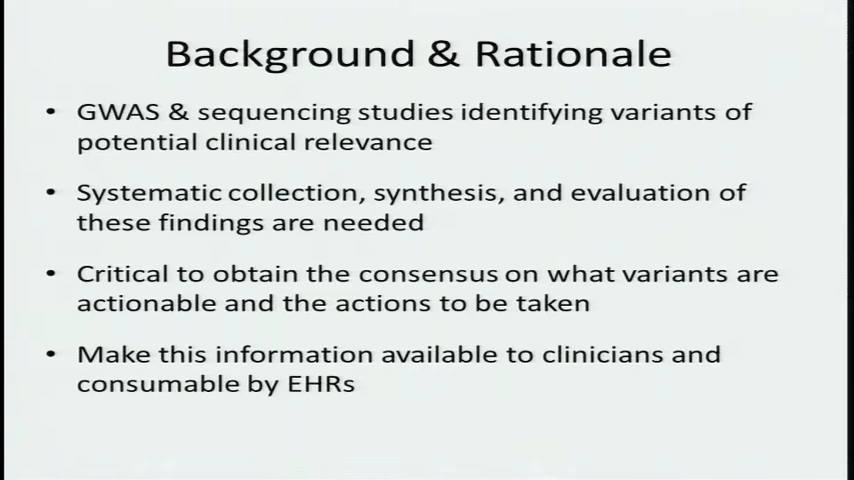 Background & Rationale
• GWAS & sequencing studies identifying variants of
potential clinical relevance
• Systematic collection, synthesis, and evaluation of
these findings are needed
• Critical to obtain the consensus on what variants are
actionable and the actions to be taken
• Make this information available to clinicians and
consumable by EHRs